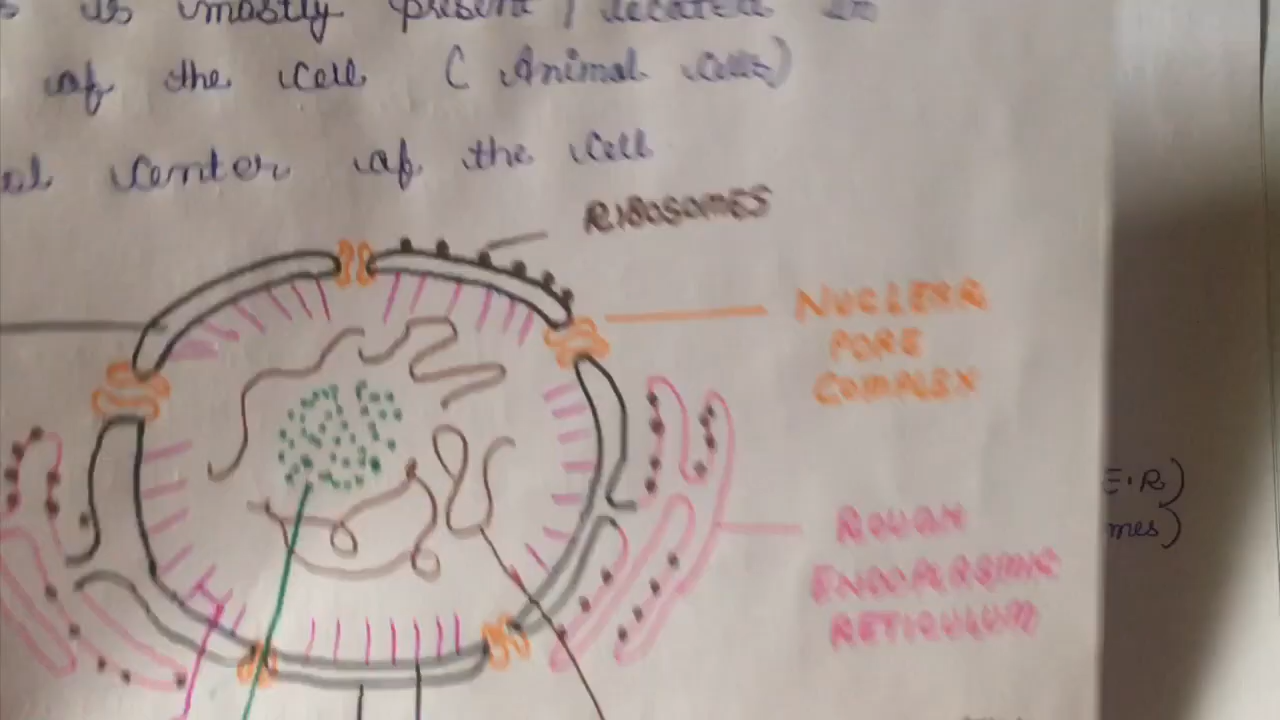 is mostly present / located in
of the cell ( Animal cells)
center of the cell
RIBOSOMES
NUCLEAR
PORE
COMPLEX
E.R)
mes)
ROUGH
ENDOPLASMIC
RETICULUM